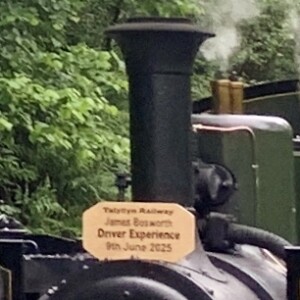 Talyllyn Railway
James Bosworth
Driver Experience
9th June 2025